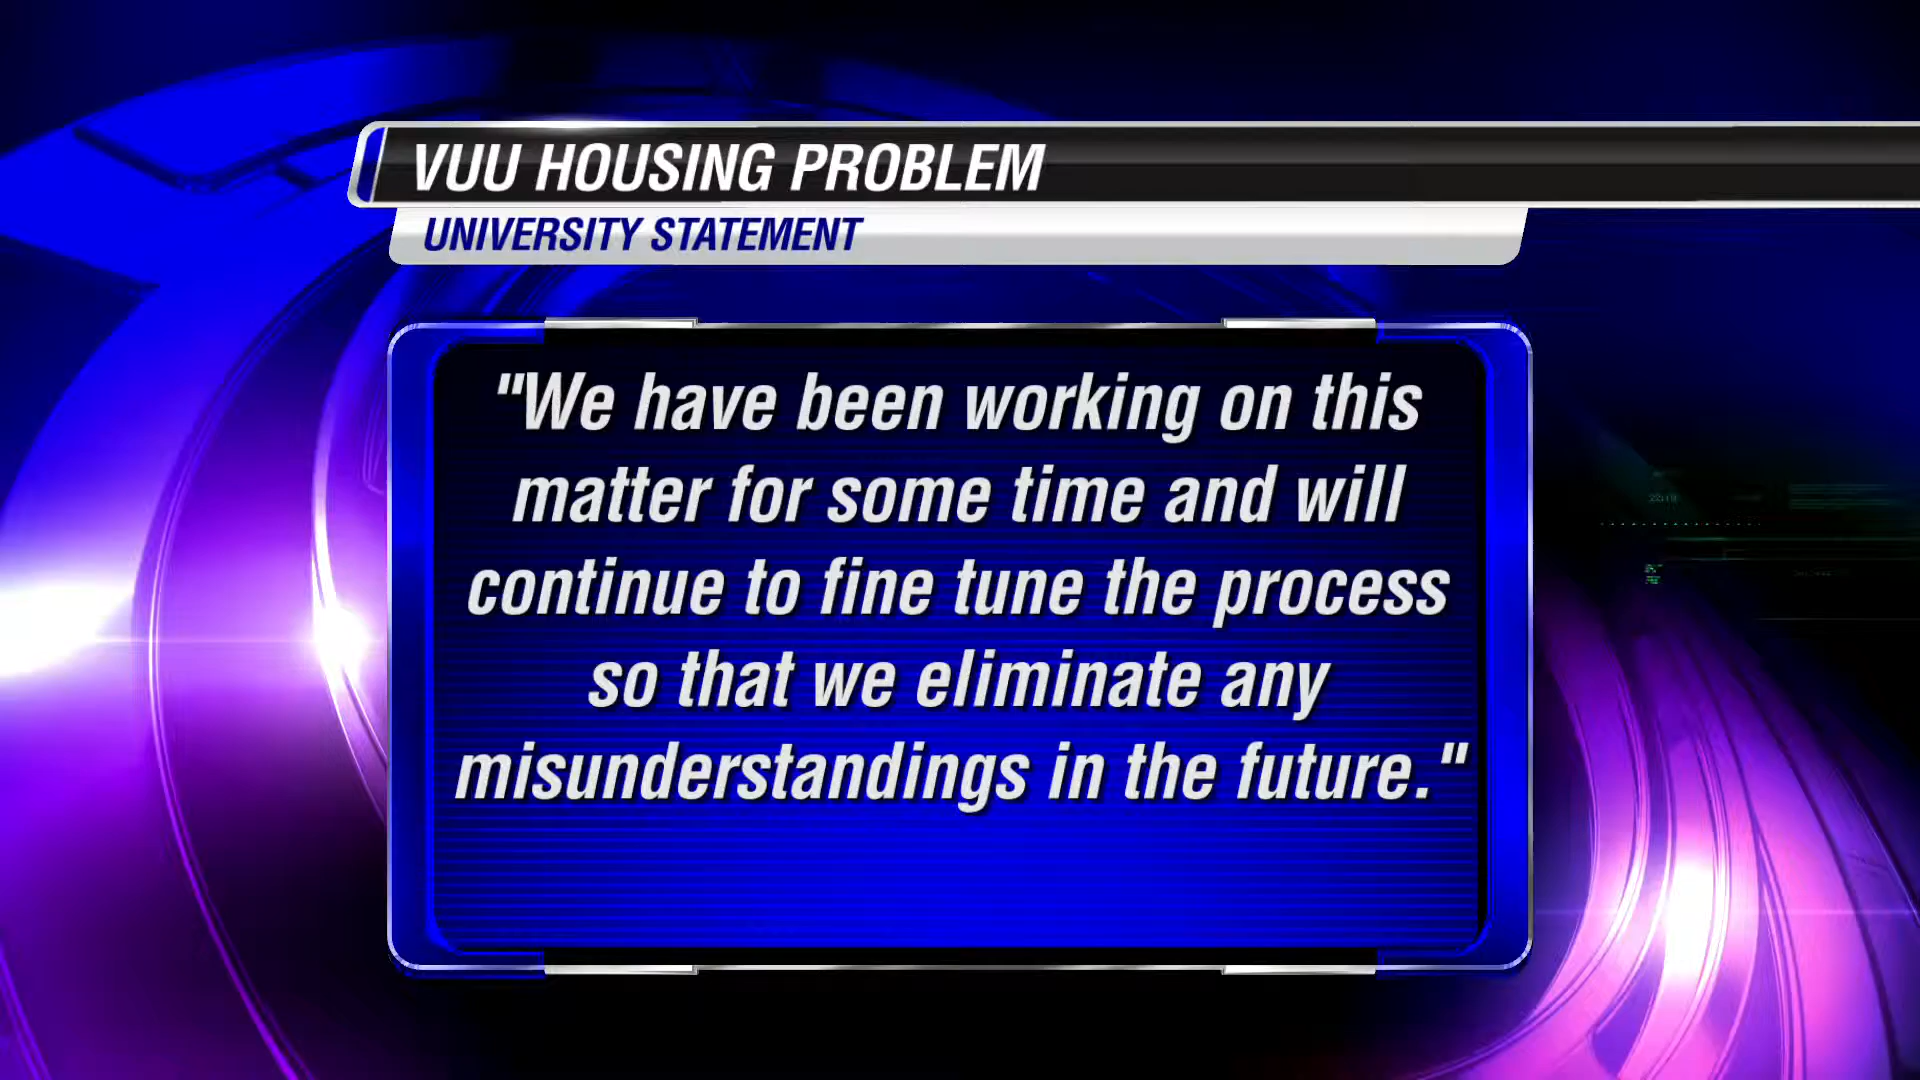 VUU HOUSING PROBLEM
UNIVERSITY STATEMENT
"We have been working on this
matter for some time and will
continue to fine tune the process
so that we eliminate any
misunderstandings in the future."